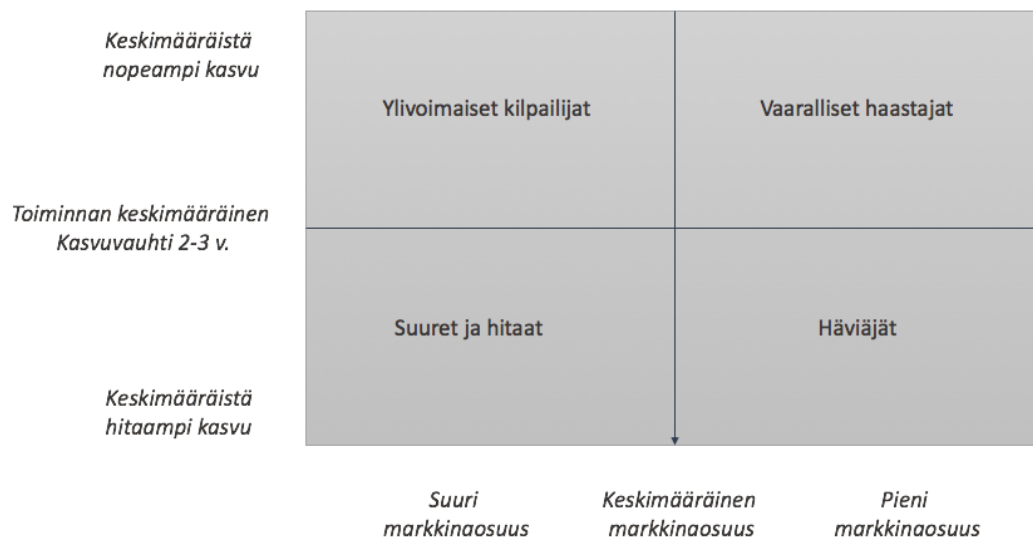 Keskimääräistä
nopeampi kasvu
Ylivoimaiset kilpailijat
Vaaralliset haastajat
Toiminnan keskimääräinen
Kasvuvauhti 2-3 v.
Suuret ja hitaat
Häviäjät
Keskimääräistä
hitaampi kasvu
Suuri
markkinaosuus
Keskimääräinen
markkinaosuus
Pieni
markkinaosuus